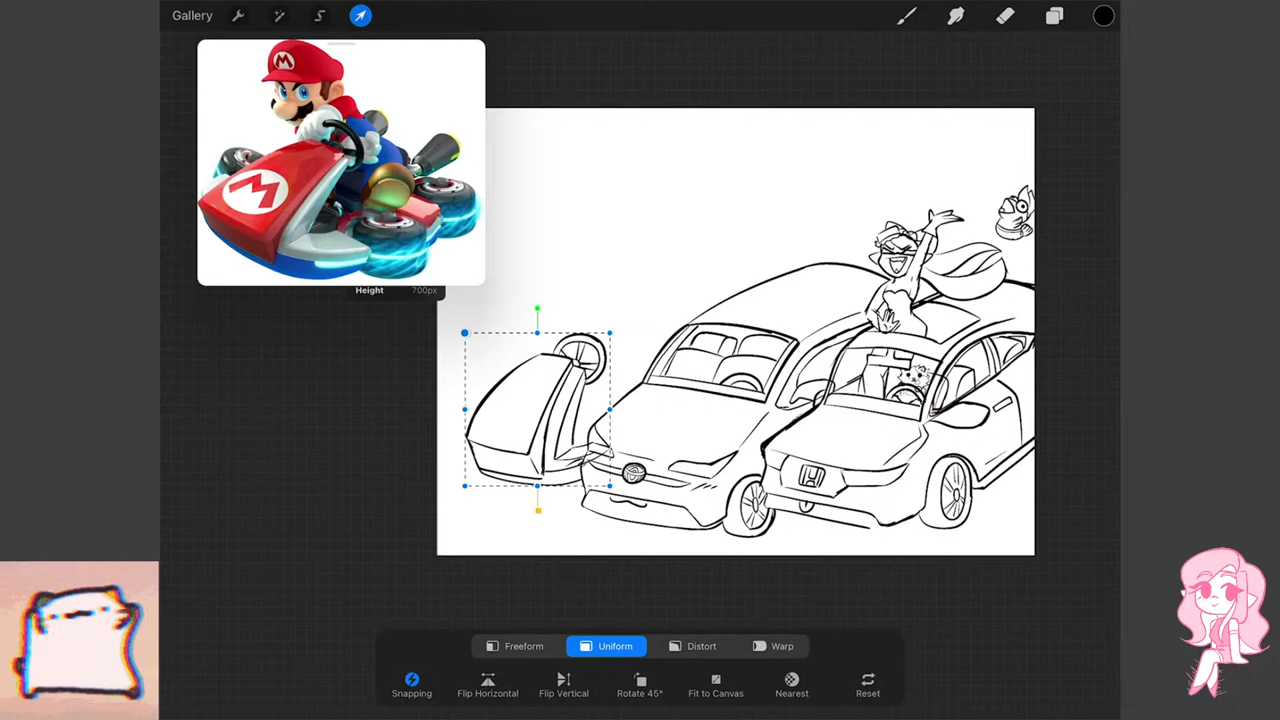 Gallery
M
M
Height 700px
Freeform Uniform Distort Warp
Snapping Flip Horizontal Flip Vertical Rotate 45° Fit to Canvas Nearest Reset